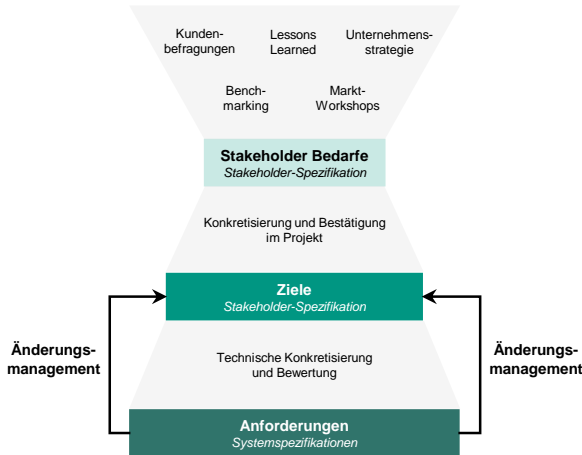 Kunden-
befragungen
Lessons
Learned
Unternehmens-
strategie
Bench-
marking
Markt-
Workshops
Stakeholder Bedarfe
Stakeholder-Spezifikation
Konkretisierung und Bestätigung
im Projekt
Ziele
Stakeholder-Spezifikation
Änderungs-
management
Änderungs-
management
Technische Konkretisierung
und Bewertung
Anforderungen
Systemspezifikationen